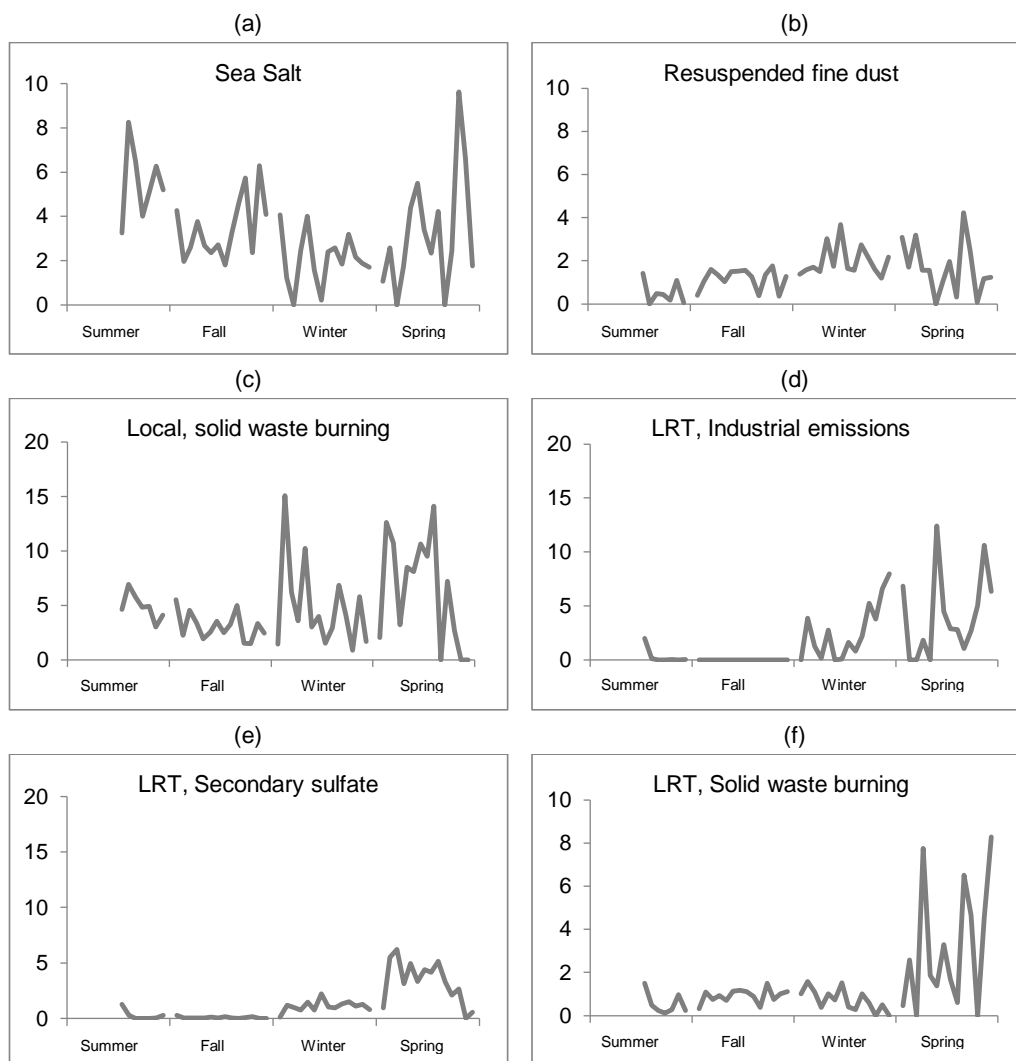 (a)
Sea Salt
10
8
6
4
2
0
Summer Fall Winter Spring
(b)
Resuspended fine dust
10
8
6
4
2
0
Summer Fall Winter Spring
(c)
Local, solid waste burning
20
15
10
5
0
Summer Fall Winter Spring
(d)
LRT, Industrial emissions
20
15
10
5
0
Summer Fall Winter Spring
(e)
LRT, Secondary sulfate
20
15
10
5
0
Summer Fall Winter Spring
(f)
LRT, Solid waste burning
10
8
6
4
2
0
Summer Fall Winter Spring